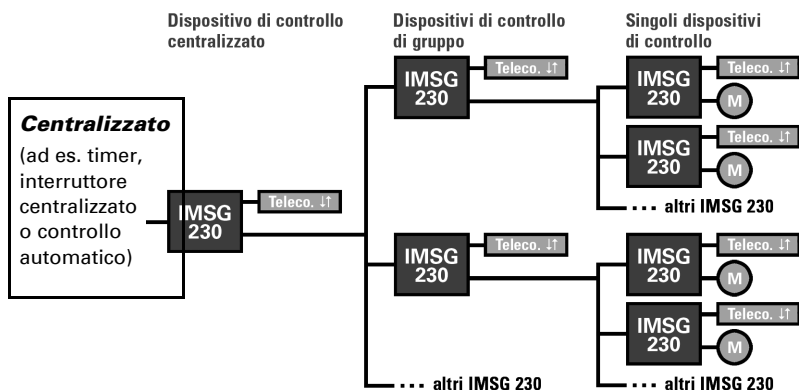 Dispositivo di controllo
centralizzato
Dispositivi di controllo
di gruppo
Singoli dispositivi
di controllo
Centralizzato
(ad es. timer,
interruttore
centralizzato
o controllo
automatico)
IMSG
230
Teleco. ↓↑
IMSG
230
Teleco. ↓↑
IMSG
230
Teleco. ↓↑
M
IMSG
230
Teleco. ↓↑
M
···· altri IMSG 230
IMSG
230
Teleco. ↓↑
IMSG
230
Teleco. ↓↑
M
IMSG
230
Teleco. ↓↑
M
···· altri IMSG 230
···· altri IMSG 230